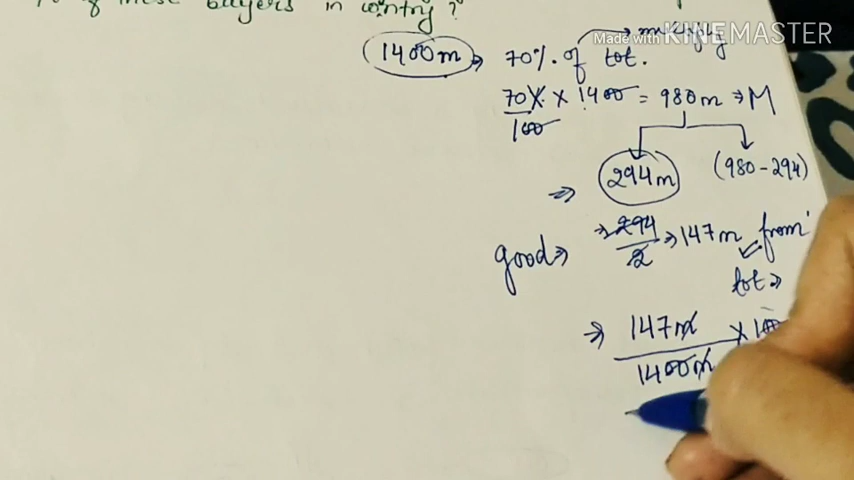 % of these buyers in country?
Made with KINEMASTER
1400m ⇒ 70% of tot.
70%/100 × 1400 = 980m ⇒ M
294m (980-294)
⇒
good ⇒ ⇒ 294/2 ⇒ 147m from
tot ⇒
⇒ 147m/1400m × 100